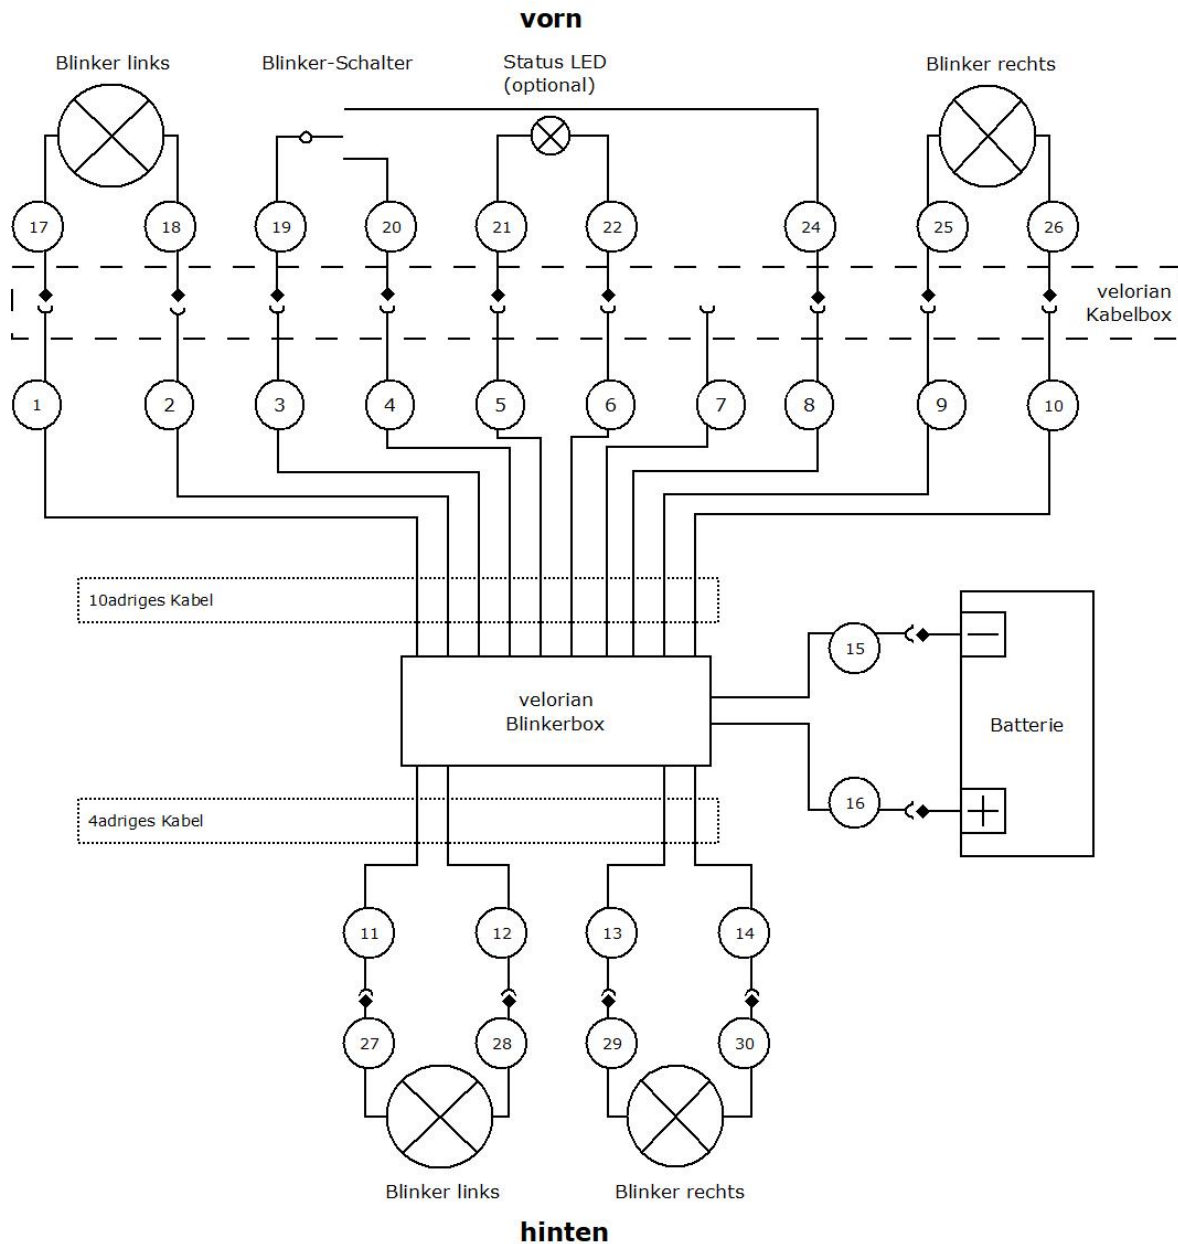 vorn
Blinker links
Blinker-Schalter
Status LED
(optional)
Blinker rechts
17
18
19
20
21
22
24
25
26
velorian
Kabelbox
1
2
3
4
5
6
7
8
9
10
10adriges Kabel
15
velorian
Blinkerbox
Batterie
16
4adriges Kabel
11
12
13
14
27
28
29
30
Blinker links
Blinker rechts
hinten